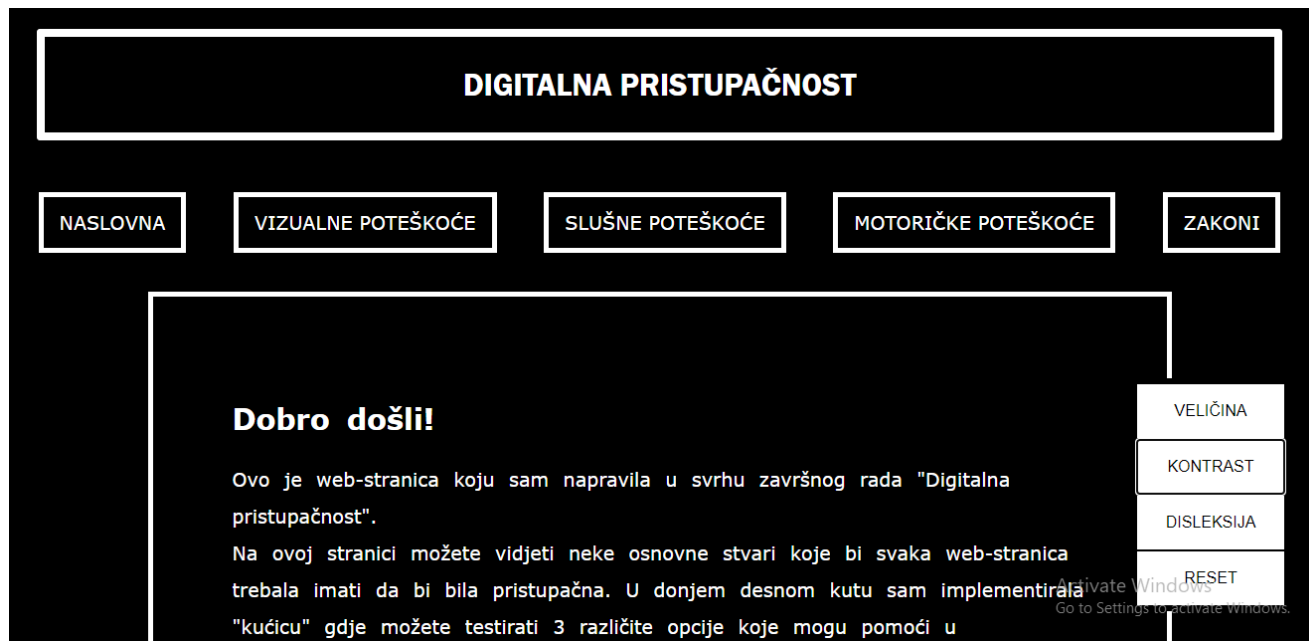 DIGITALNA PRISTUPAČNOST
NASLOVNA VIZUALNE POTEŠKOĆE SLUŠNE POTEŠKOĆE MOTORIČKE POTEŠKOĆE ZAKONI
Dobro došli!
Ovo je web-stranica koju sam napravila u svrhu završnog rada "Digitalna
pristupačnost".
Na ovoj stranici možete vidjeti neke osnovne stvari koje bi svaka web-stranica
trebala imati da bi bila pristupačna. U donjem desnom kutu sam implementirala
"kućicu" gdje možete testirati 3 različite opcije koje mogu pomoći u
VELIČINA
KONTRAST
DISLEKSIJA
RESET
Activate Windows
Go to Settings to activate Windows.